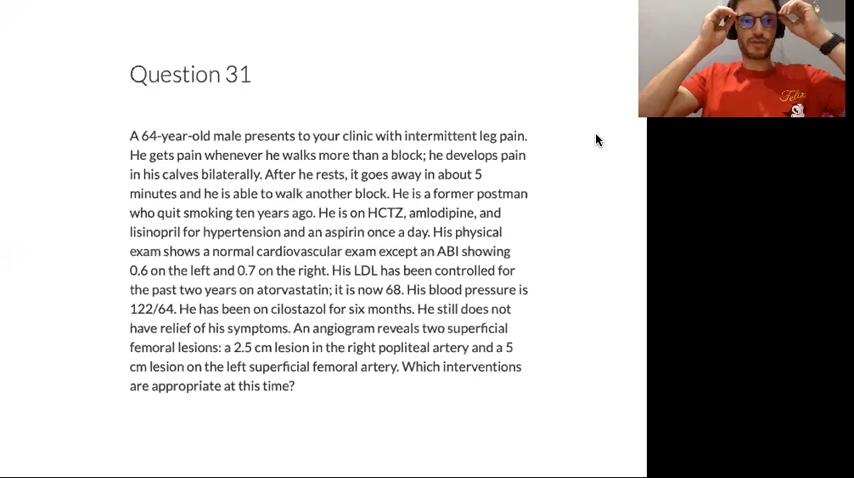 Question 31
A 64-year-old male presents to your clinic with intermittent leg pain.
He gets pain whenever he walks more than a block; he develops pain
in his calves bilaterally. After he rests, it goes away in about 5
minutes and he is able to walk another block. He is a former postman
who quit smoking ten years ago. He is on HCTZ, amlodipine, and
lisinopril for hypertension and an aspirin once a day. His physical
exam shows a normal cardiovascular exam except an ABI showing
0.6 on the left and 0.7 on the right. His LDL has been controlled for
the past two years on atorvastatin; it is now 68. His blood pressure is
122/64. He has been on cilostazol for six months. He still does not
have relief of his symptoms. An angiogram reveals two superficial
femoral lesions: a 2.5 cm lesion in the right popliteal artery and a 5
cm lesion on the left superficial femoral artery. Which interventions
are appropriate at this time?
Felix